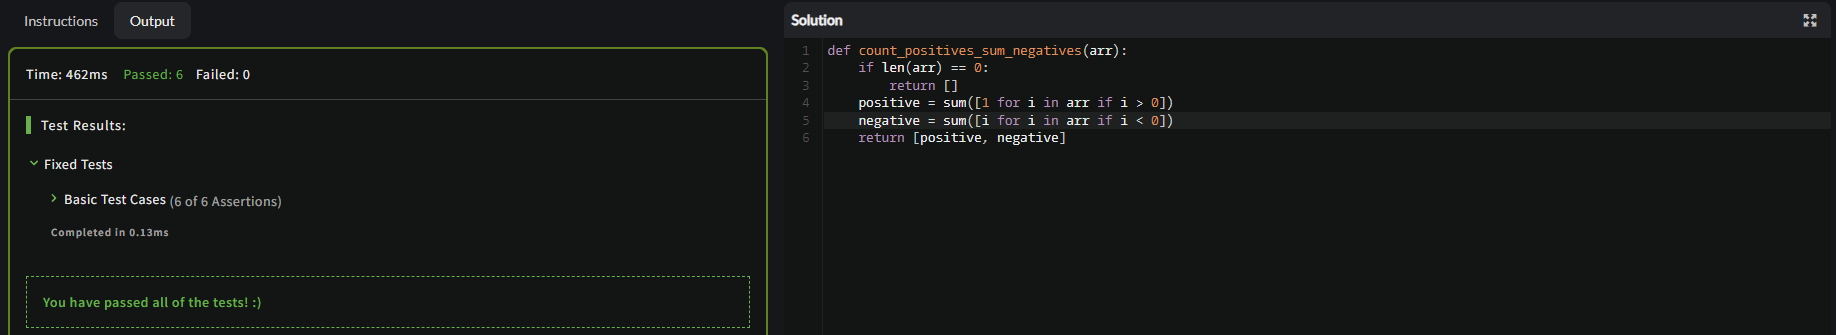 Instructions Output
Time: 462ms Passed: 6 Failed: 0
Test Results:
Fixed Tests
Basic Test Cases (6 of 6 Assertions)
Completed in 0.13ms
You have passed all of the tests! :)
Solution
1 def count_positives_sum_negatives(arr):
2     if len(arr) == 0:
3         return []
4     positive = sum([1 for i in arr if i > 0])
5     negative = sum([i for i in arr if i < 0])
6     return [positive, negative]